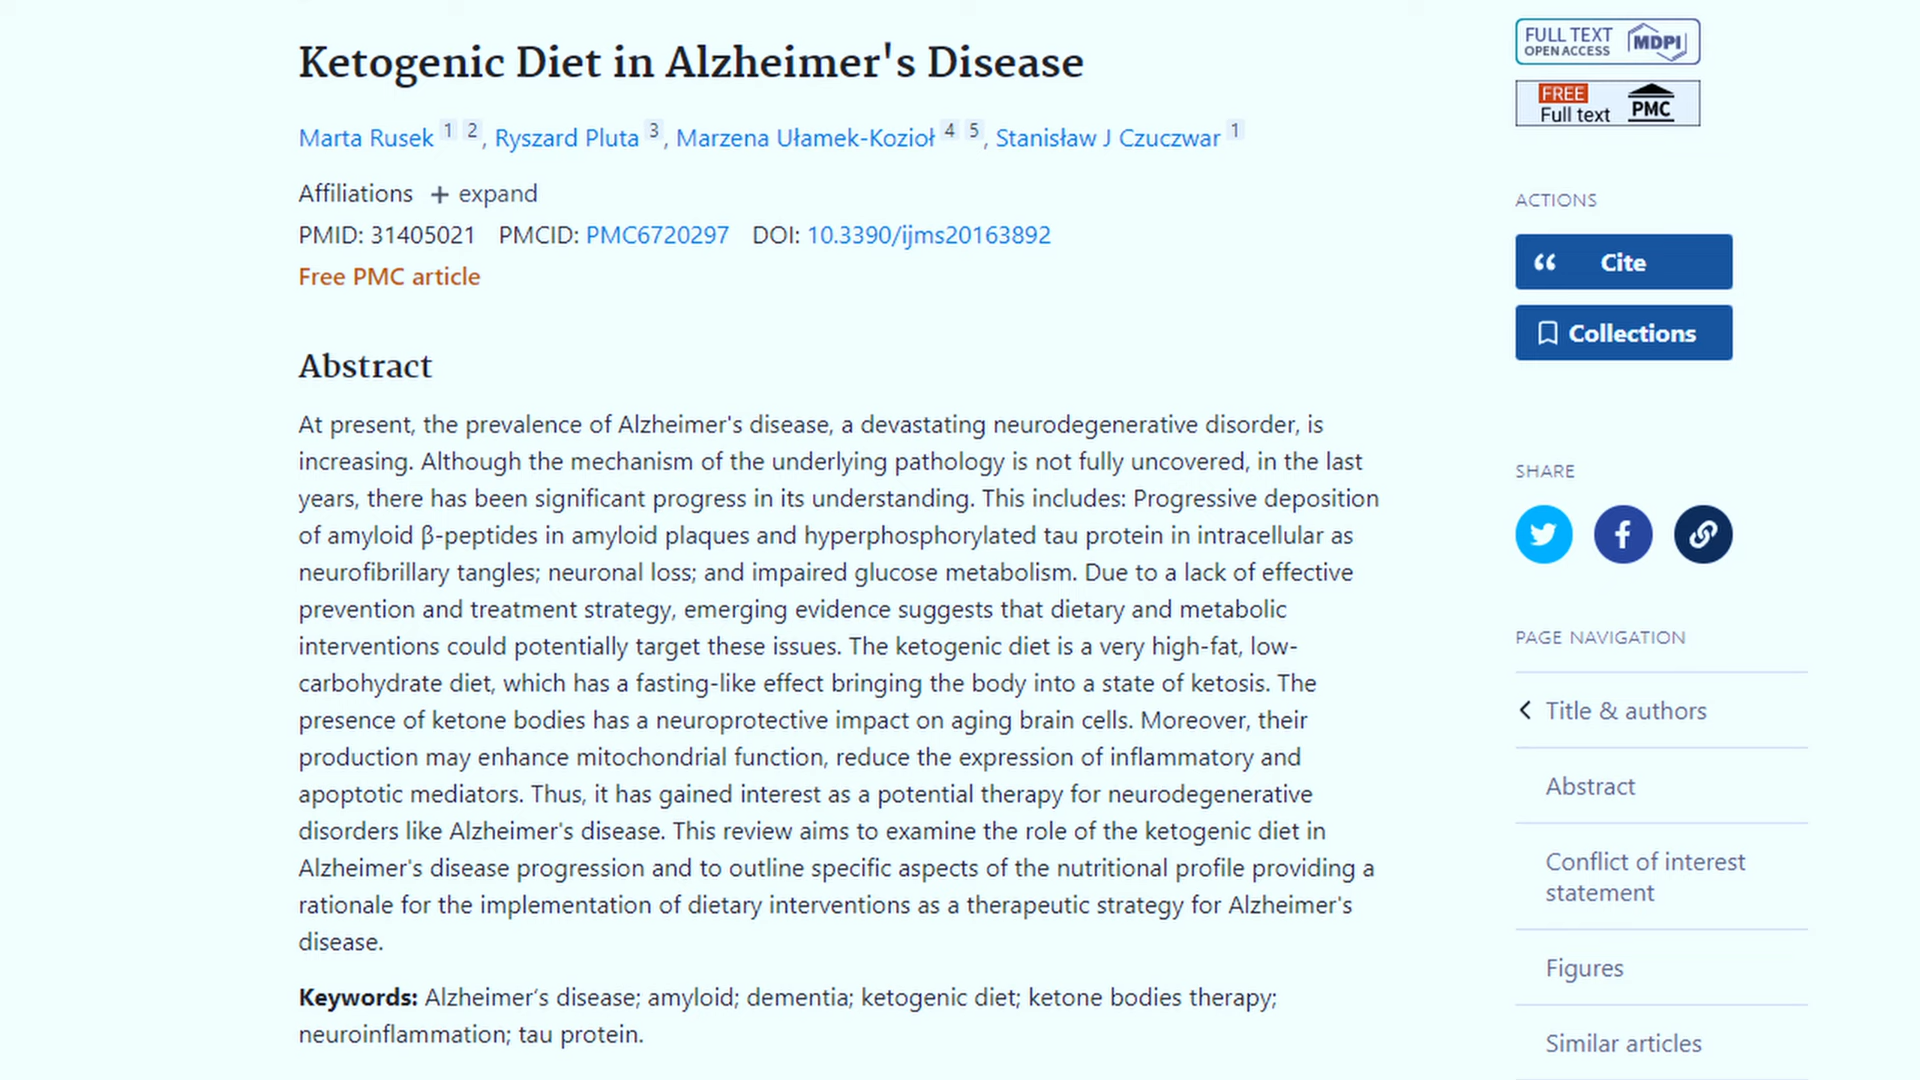 Ketogenic Diet in Alzheimer's Disease
Marta Rusek 1 2, Ryszard Pluta 3, Marzena Ułamek-Kozioł 4 5, Stanisław J Czuczwar 1
Affiliations + expand
PMID: 31405021 PMCID: PMC6720297 DOI: 10.3390/ijms20163892
Free PMC article
Abstract
At present, the prevalence of Alzheimer's disease, a devastating neurodegenerative disorder, is
increasing. Although the mechanism of the underlying pathology is not fully uncovered, in the last
years, there has been significant progress in its understanding. This includes: Progressive deposition
of amyloid β-peptides in amyloid plaques and hyperphosphorylated tau protein in intracellular as
neurofibrillary tangles; neuronal loss; and impaired glucose metabolism. Due to a lack of effective
prevention and treatment strategy, emerging evidence suggests that dietary and metabolic
interventions could potentially target these issues. The ketogenic diet is a very high-fat, low-
carbohydrate diet, which has a fasting-like effect bringing the body into a state of ketosis. The
presence of ketone bodies has a neuroprotective impact on aging brain cells. Moreover, their
production may enhance mitochondrial function, reduce the expression of inflammatory and
apoptotic mediators. Thus, it has gained interest as a potential therapy for neurodegenerative
disorders like Alzheimer's disease. This review aims to examine the role of the ketogenic diet in
Alzheimer's disease progression and to outline specific aspects of the nutritional profile providing a
rationale for the implementation of dietary interventions as a therapeutic strategy for Alzheimer's
disease.
Keywords: Alzheimer′s disease; amyloid; dementia; ketogenic diet; ketone bodies therapy;
neuroinflammation; tau protein.
FULL TEXT
OPEN ACCESS
MDPI
FREE
Full text
PMC
ACTIONS
Cite
Collections
SHARE
PAGE NAVIGATION
Title & authors
Abstract
Conflict of interest
statement
Figures
Similar articles